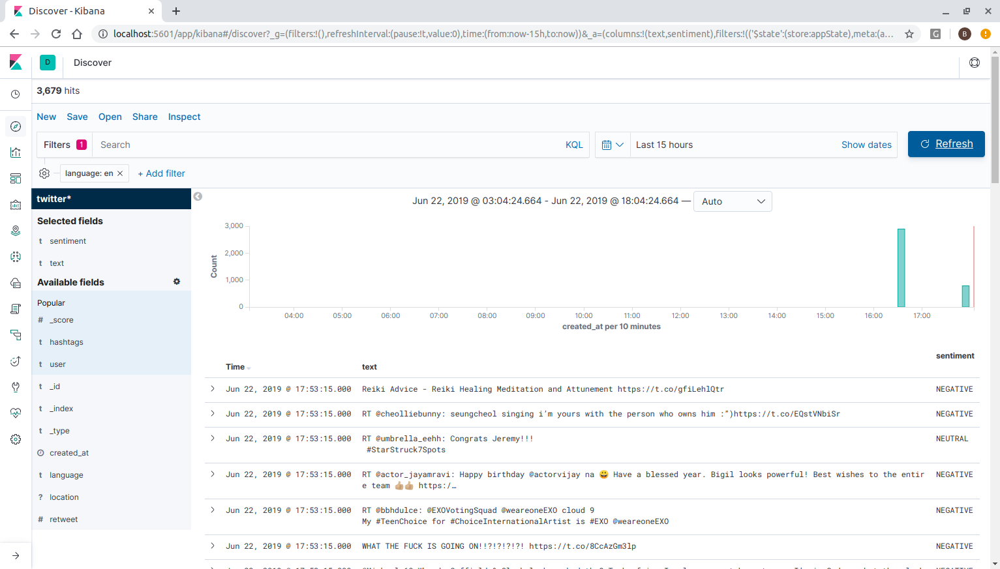 Discover - Kibana
localhost:5601/app/kibana#/discover?_g=(filters:!(),refreshInterval:(pause:!t,value:0),time:(from:now-15h,to:now))&_a=(columns:!(text,sentiment),filters:!(('$state':(store:appState),meta:(a...
G
B
D
Discover
3,679 hits
New Save Open Share Inspect
Filters 1 Search KQL Last 15 hours Show dates Refresh
language: en × + Add filter
twitter*
Jun 22, 2019 @ 03:04:24.664 - Jun 22, 2019 @ 18:04:24.664 — Auto
Selected fields
t sentiment
t text
Available fields
Popular
# _score
t hashtags
t user
t _id
t _index
t _type
created_at
t language
? location
# retweet
3,000
2,000
1,000
0
Count
04:00 05:00 06:00 07:00 08:00 09:00 10:00 11:00 12:00 13:00 14:00 15:00 16:00 17:00
created_at per 10 minutes
Time text sentiment
Jun 22, 2019 @ 17:53:15.000 Reiki Advice - Reiki Healing Meditation and Attunement https://t.co/gfiLehlQtr NEGATIVE
Jun 22, 2019 @ 17:53:15.000 RT @cheolliebunny: seungcheol singing i'm yours with the person who owns him :")https://t.co/EQstVNbiSr NEGATIVE
Jun 22, 2019 @ 17:53:15.000 RT @umbrella_eehh: Congrats Jeremy!!! NEUTRAL
#StarStruck7Spots
Jun 22, 2019 @ 17:53:15.000 RT @actor_jayamravi: Happy birthday @actorvijay na 😀 Have a blessed year. Bigil looks powerful! Best wishes to the entir NEGATIVE
e team 👍🏼👍🏼 https:/…
Jun 22, 2019 @ 17:53:15.000 RT @bbhdulce: @EXOVotingSquad @weareoneEXO cloud 9 NEGATIVE
My #TeenChoice for #ChoiceInternationalArtist is #EXO @weareoneEXO
Jun 22, 2019 @ 17:53:15.000 WHAT THE FUCK IS GOING ON!!?!?!?!?! https://t.co/8CcAzGm3lp NEGATIVE